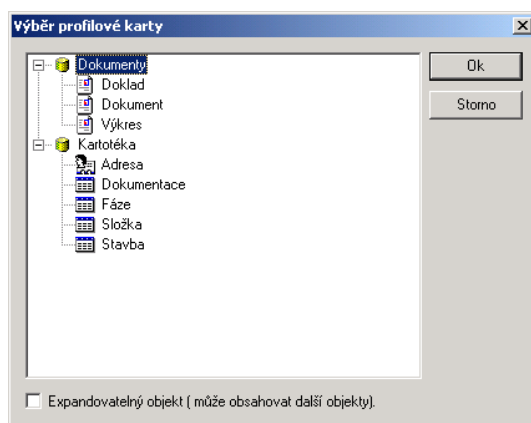 Výběr profilové karty
Dokumenty
Ok
Doklad
Dokument
Storno
Výkres
Kartotéka
Adresa
Dokumentace
Fáze
Složka
Stavba
Expandovatelný objekt ( může obsahovat další objekty).